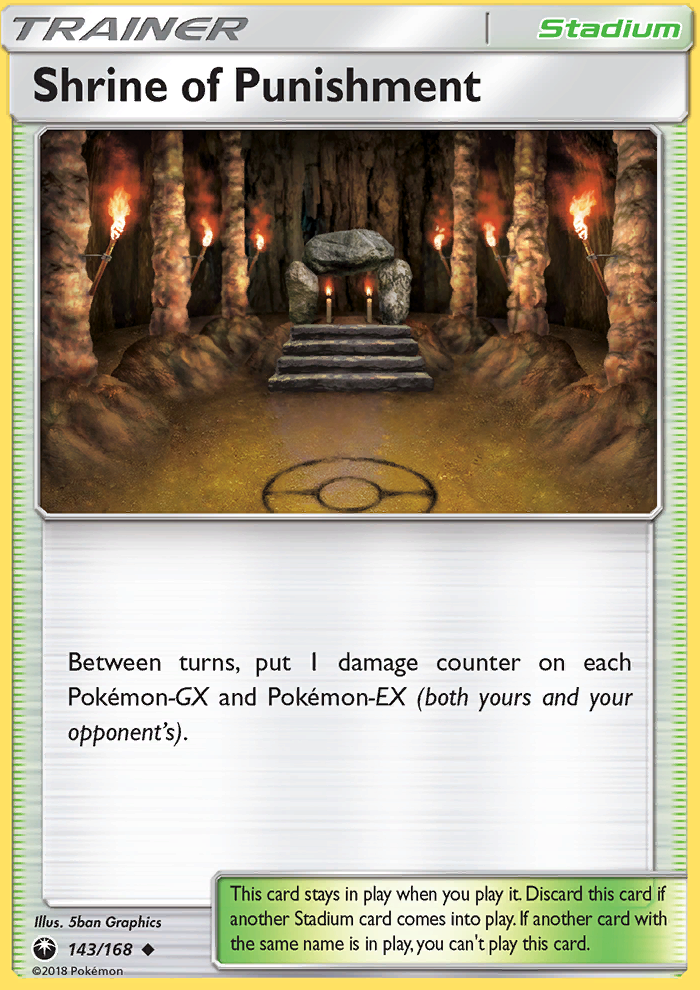 TRAINER
Stadium
Shrine of Punishment
Between turns, put 1 damage counter on each
Pokémon-GX and Pokémon-EX (both yours and your
opponent's).
This card stays in play when you play it. Discard this card if
another Stadium card comes into play. If another card with
the same name is in play, you can't play this card.
Illus. 5ban Graphics
143/168
©2018 Pokémon